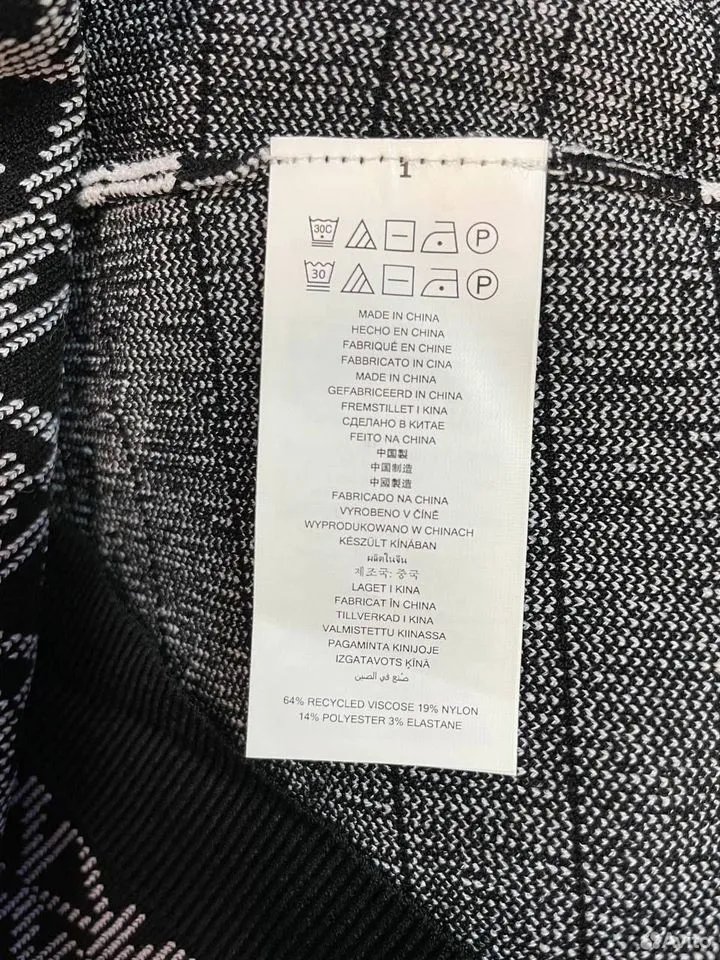 1
30C P
30 P
MADE IN CHINA
HECHO EN CHINA
FABRIQUÉ EN CHINE
FABBRICATO IN CINA
MADE IN CHINA
GEFABRICEERD IN CHINA
FREMSTILLET I KINA
СДЕЛАНО В КИТАЕ
FEITO NA CHINA
中国製
中国制造
中國製造
FABRICADO NA CHINA
VYROBENO V ČÍNĚ
WYPRODUKOWANO W CHINACH
KÉSZÜLT KÍNÁBAN
ผลิตในจีน
제조국: 중국
LAGET I KINA
FABRICAT ÎN CHINA
TILLVERKAD I KINA
VALMISTETTU KIINASSA
PAGAMINTA KINIJOJE
IZGATAVOTS ĶĪNĀ
صنع في الصين
64% RECYCLED VISCOSE 19% NYLON
14% POLYESTER 3% ELASTANE
Avito